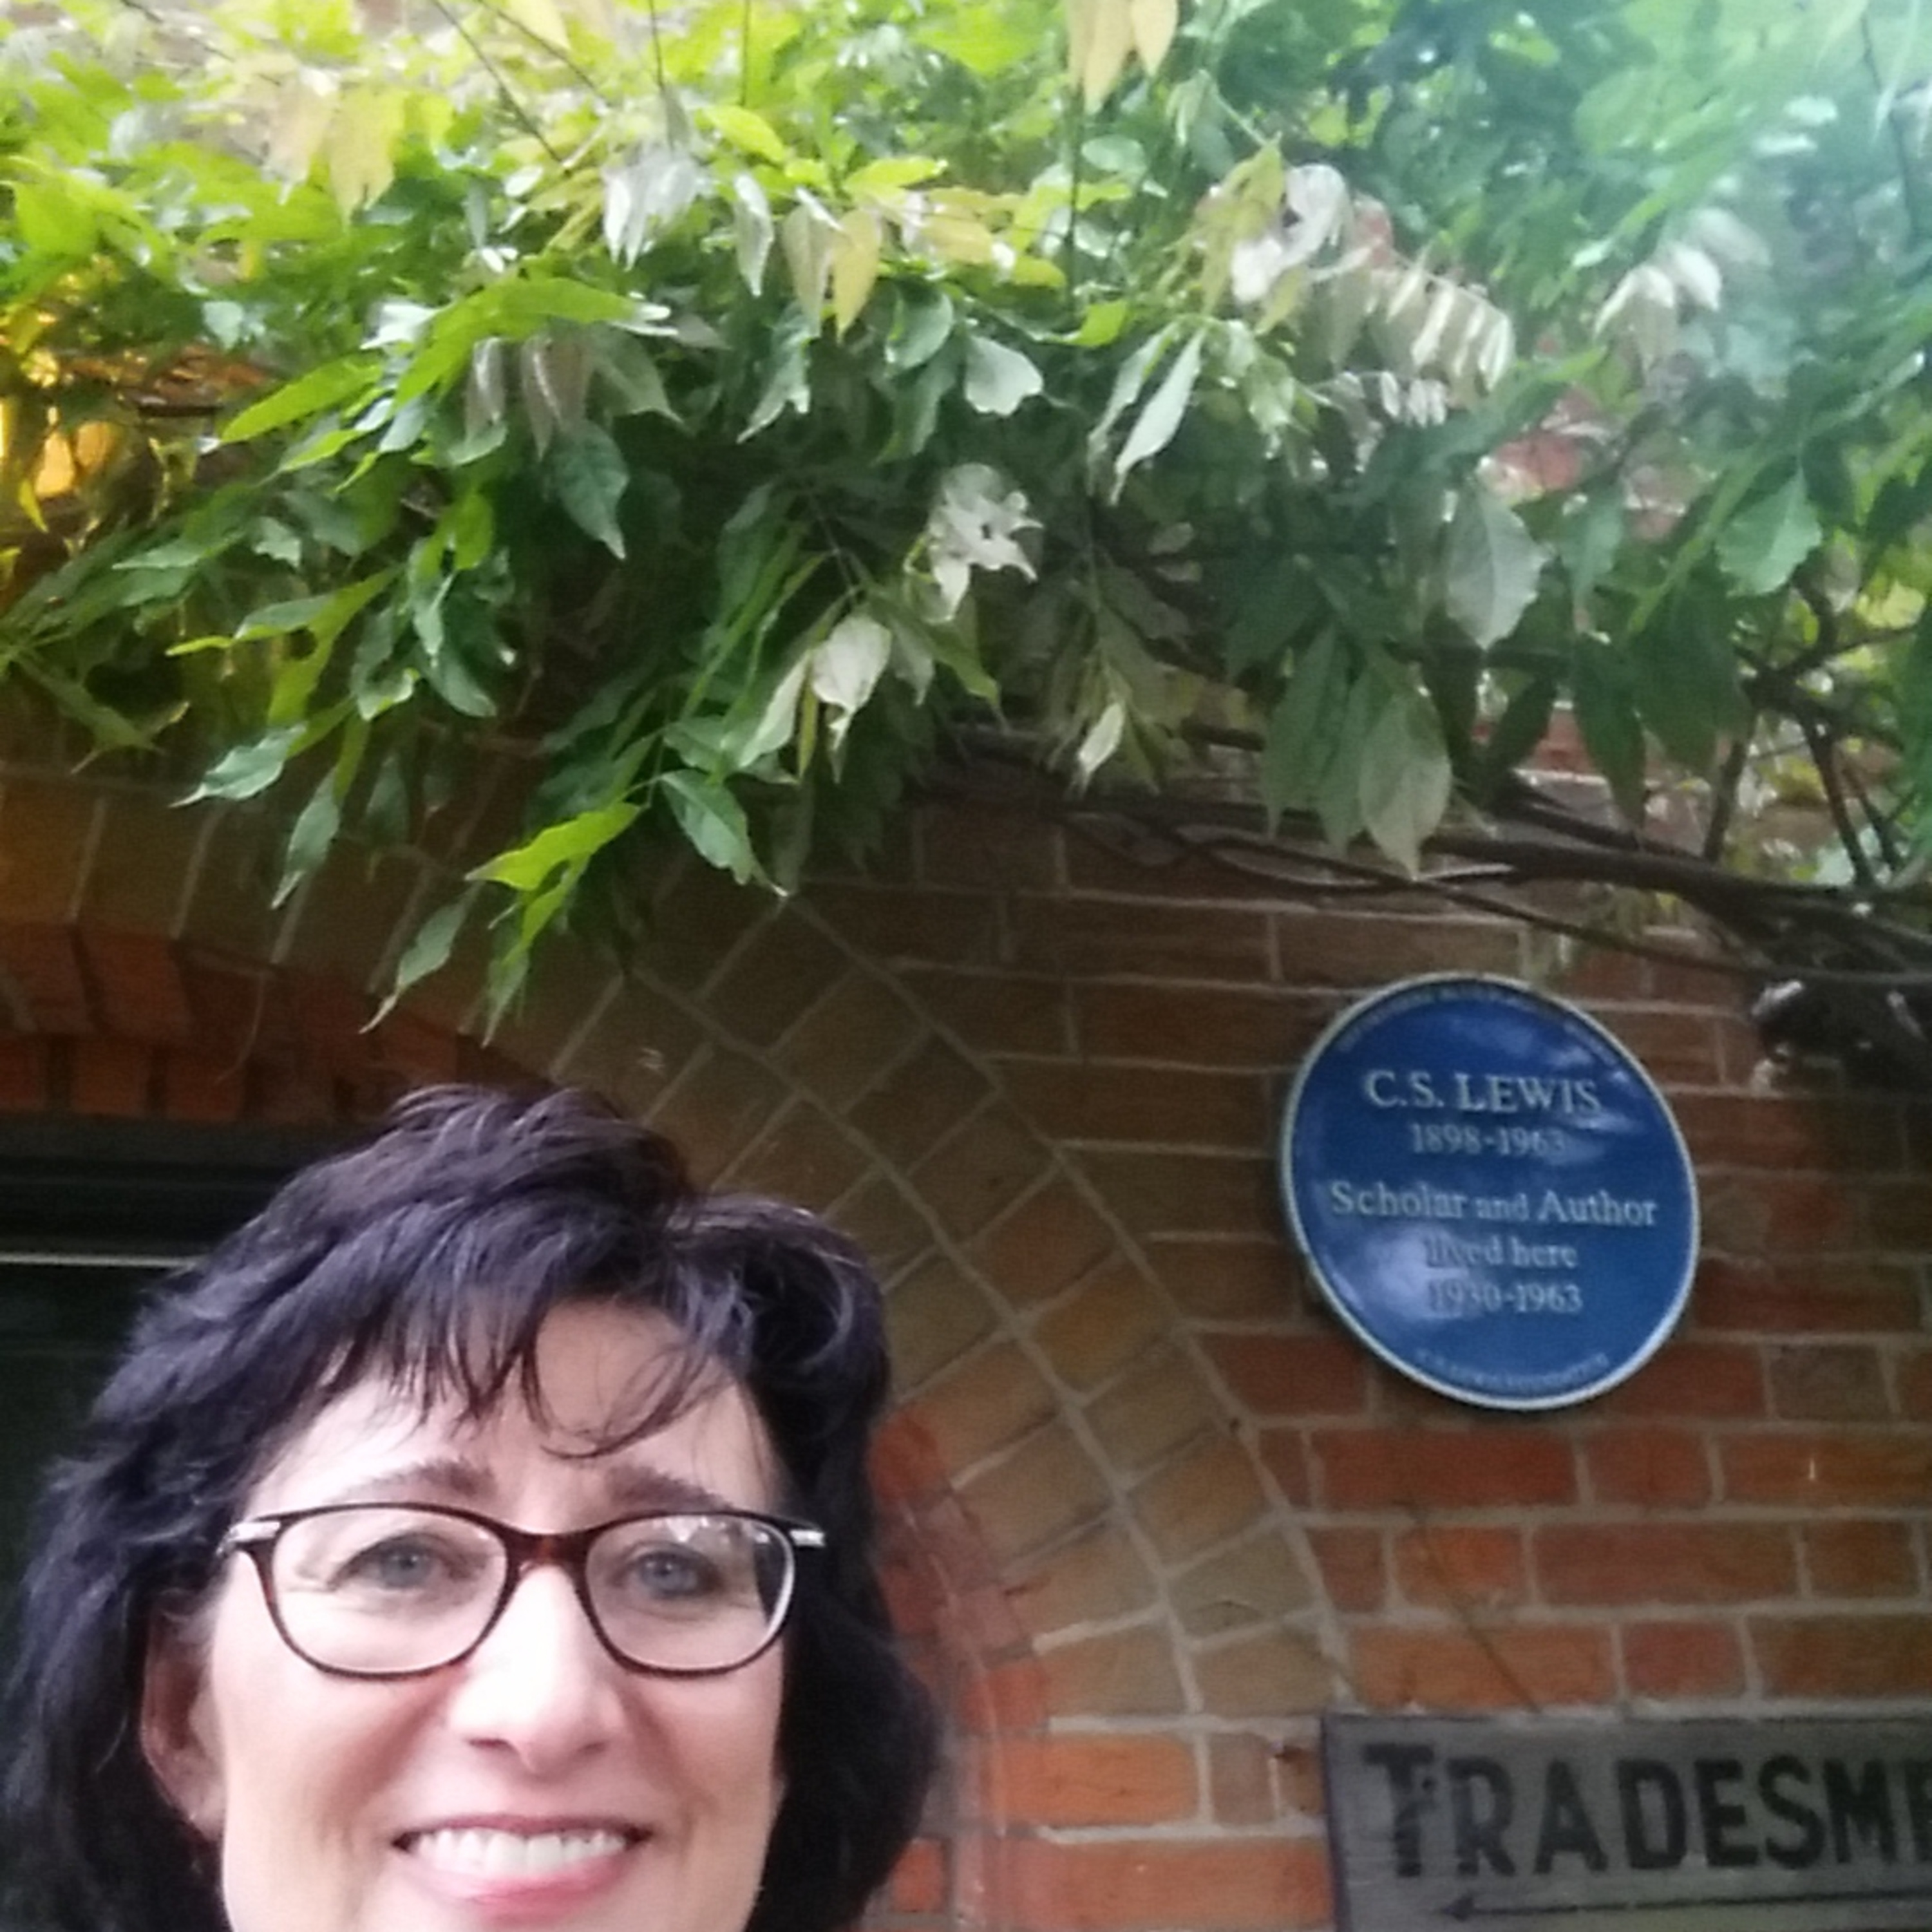 C.S. LEWIS
1898-1963
Scholar and Author
lived here
1930-1963
TRADESM